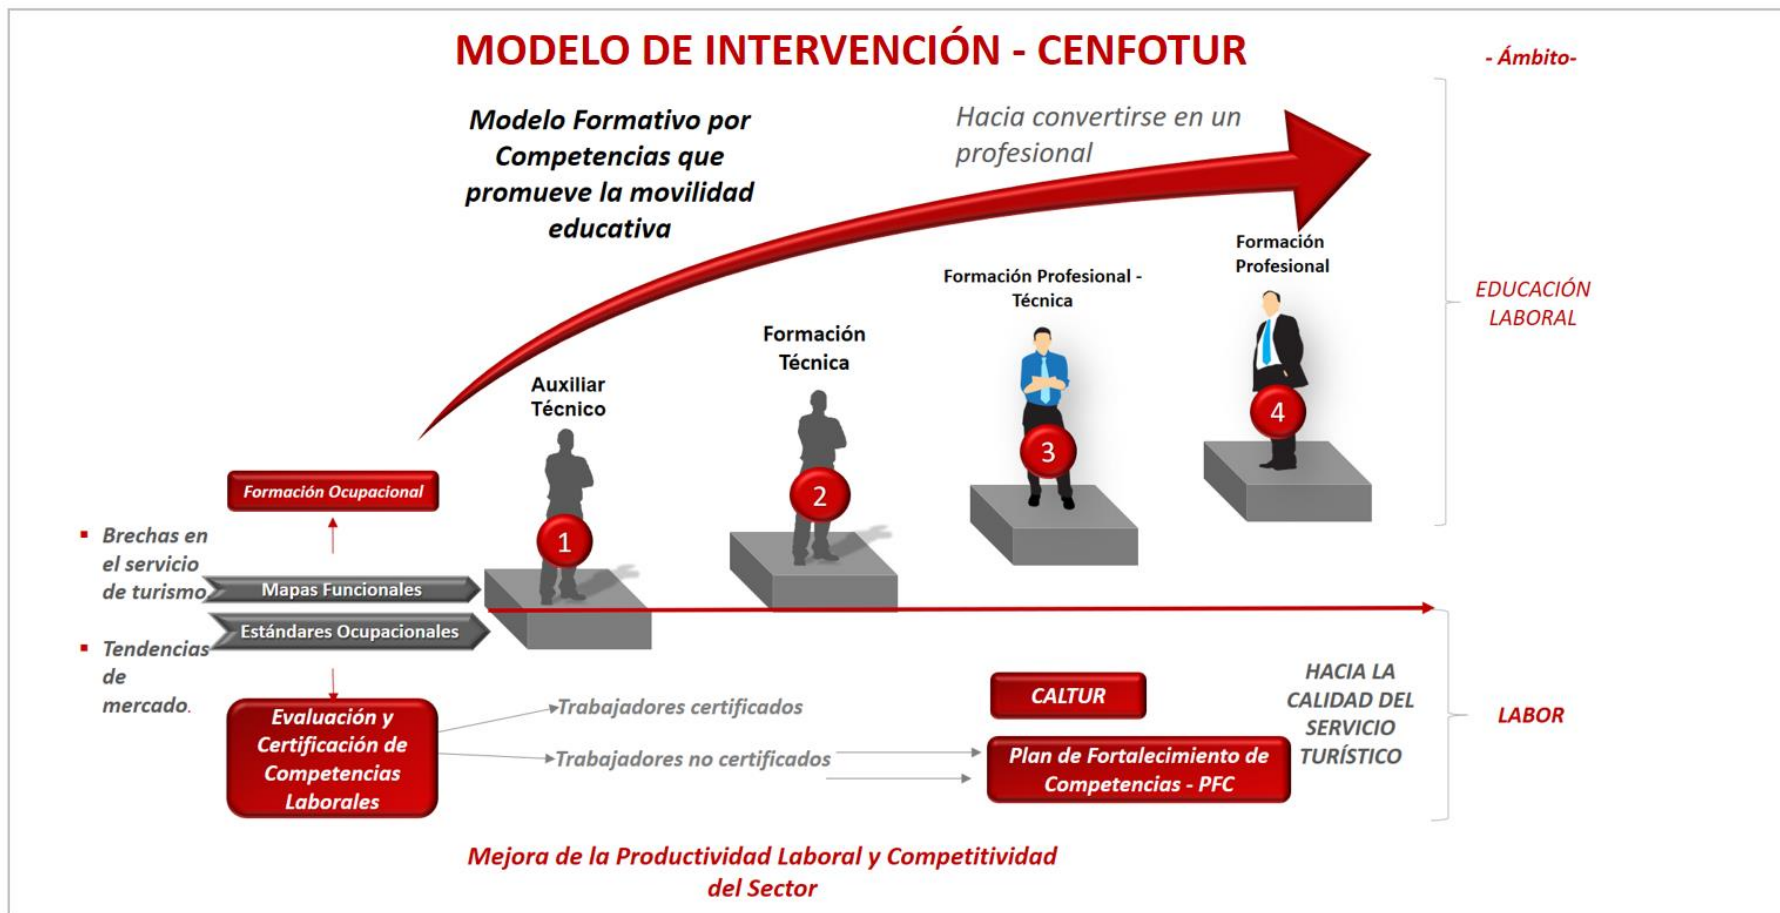 MODELO DE INTERVENCIÓN - CENFOTUR
- Ámbito-
Modelo Formativo por
Competencias que
promueve la movilidad
educativa
Hacia convertirse en un
profesional
Formación
Profesional
Formación Profesional -
Técnica
Formación
Técnica
Auxiliar
Técnico
EDUCACIÓN
LABORAL
1
2
3
4
Formación Ocupacional
▪ Brechas en
el servicio
de turismo
Mapas Funcionales
Estándares Ocupacionales
▪ Tendencias
de
mercado.
Evaluación y
Certificación de
Competencias
Laborales
Trabajadores certificados
Trabajadores no certificados
CALTUR
Plan de Fortalecimiento de
Competencias - PFC
HACIA LA
CALIDAD DEL
SERVICIO
TURÍSTICO
LABOR
Mejora de la Productividad Laboral y Competitividad
del Sector